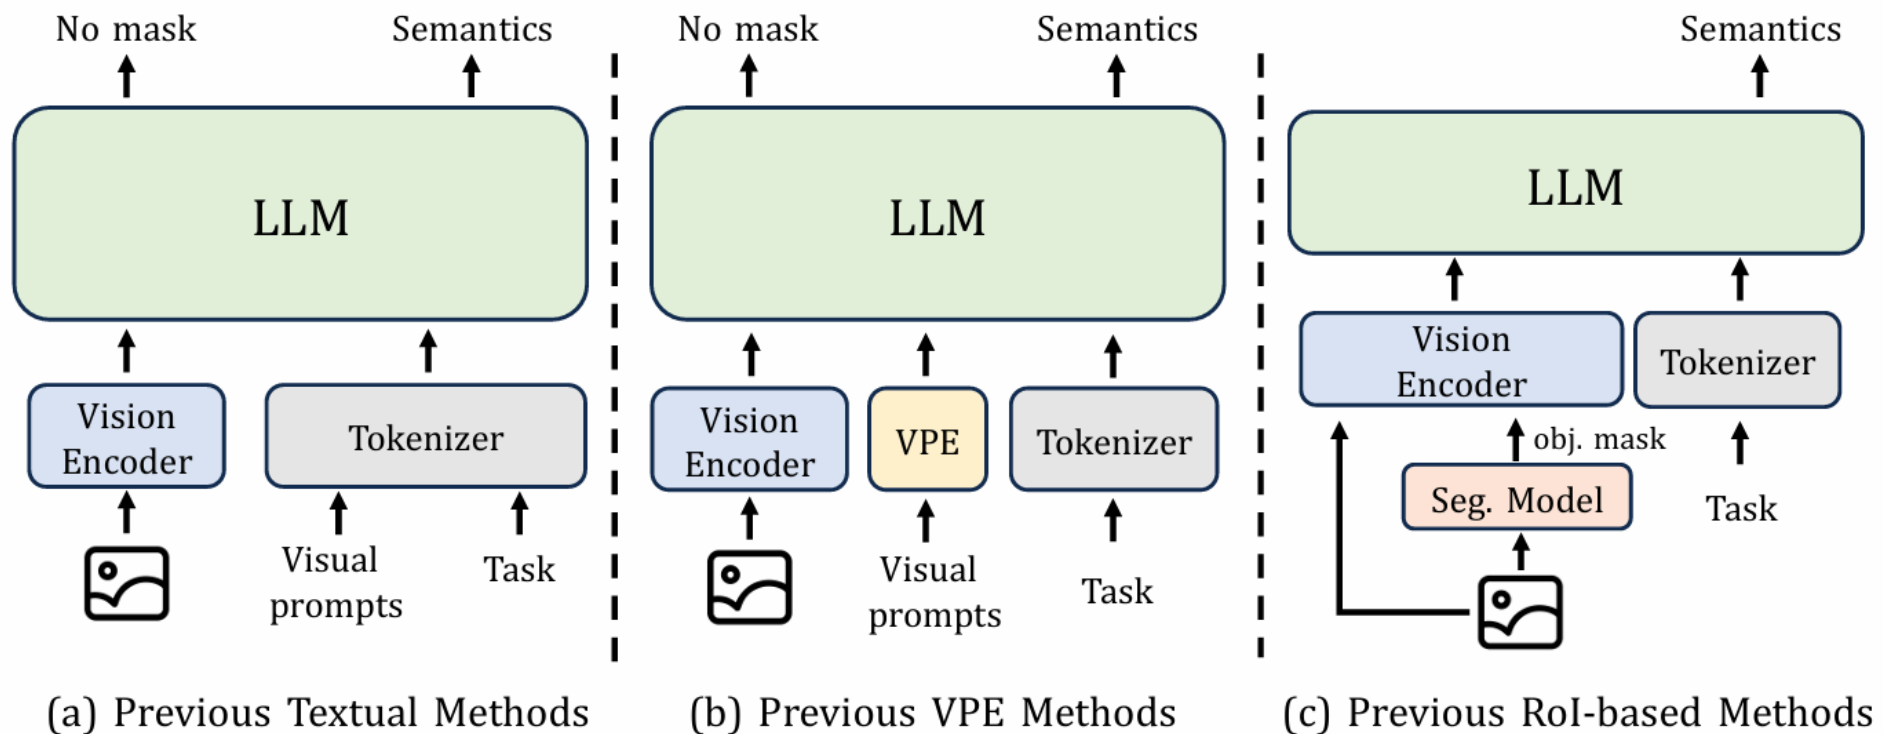 No mask
Semantics
LLM
Vision
Encoder
Tokenizer
Visual
prompts
Task
(a) Previous Textual Methods
No mask
Semantics
LLM
Vision
Encoder
VPE
Tokenizer
Visual
prompts
Task
(b) Previous VPE Methods
Semantics
LLM
Vision
Encoder
Tokenizer
obj. mask
Seg. Model
Task
(c) Previous RoI-based Methods